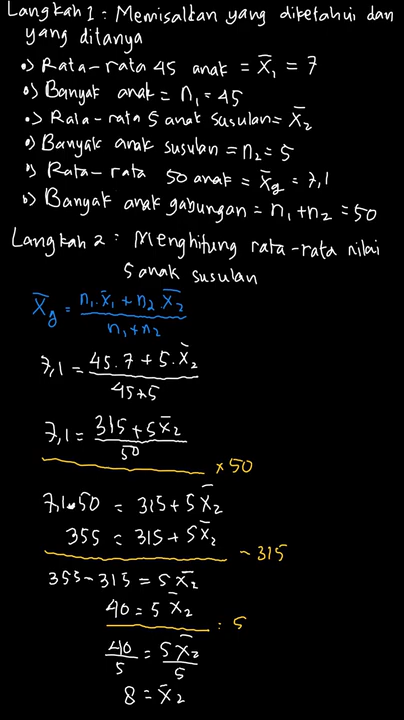 Langkah 1 : Memisalkan yang diketahui dan
yang ditanya
•) Rata-rata 45 anak = x̄₁ = 7
•) Banyak anak = n₁ = 45
•) Rata-rata 5 anak susulan = x̄₂
•) Banyak anak susulan = n₂ = 5
•) Rata-rata 50 anak = x̄g = 7,1
•) Banyak anak gabungan = n₁ + n₂ = 50
Langkah 2 : Menghitung rata-rata nilai
5 anak susulan
x̄g = (n₁ . x̄₁ + n₂ . x̄₂) / (n₁ + n₂)
7,1 = (45 . 7 + 5 . x̄₂) / (45 + 5)
7,1 = (315 + 5x̄₂) / 50
× 50
7,1 . 50 = 315 + 5x̄₂
355 = 315 + 5x̄₂
- 315
355 - 315 = 5x̄₂
40 = 5x̄₂
: 5
40/5 = 5x̄₂/5
8 = x̄₂